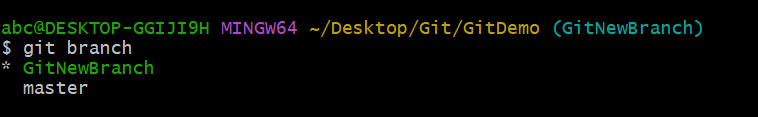 abc@DESKTOP-GGIJI9H MINGW64 ~/Desktop/Git/GitDemo (GitNewBranch)
$ git branch
* GitNewBranch
  master